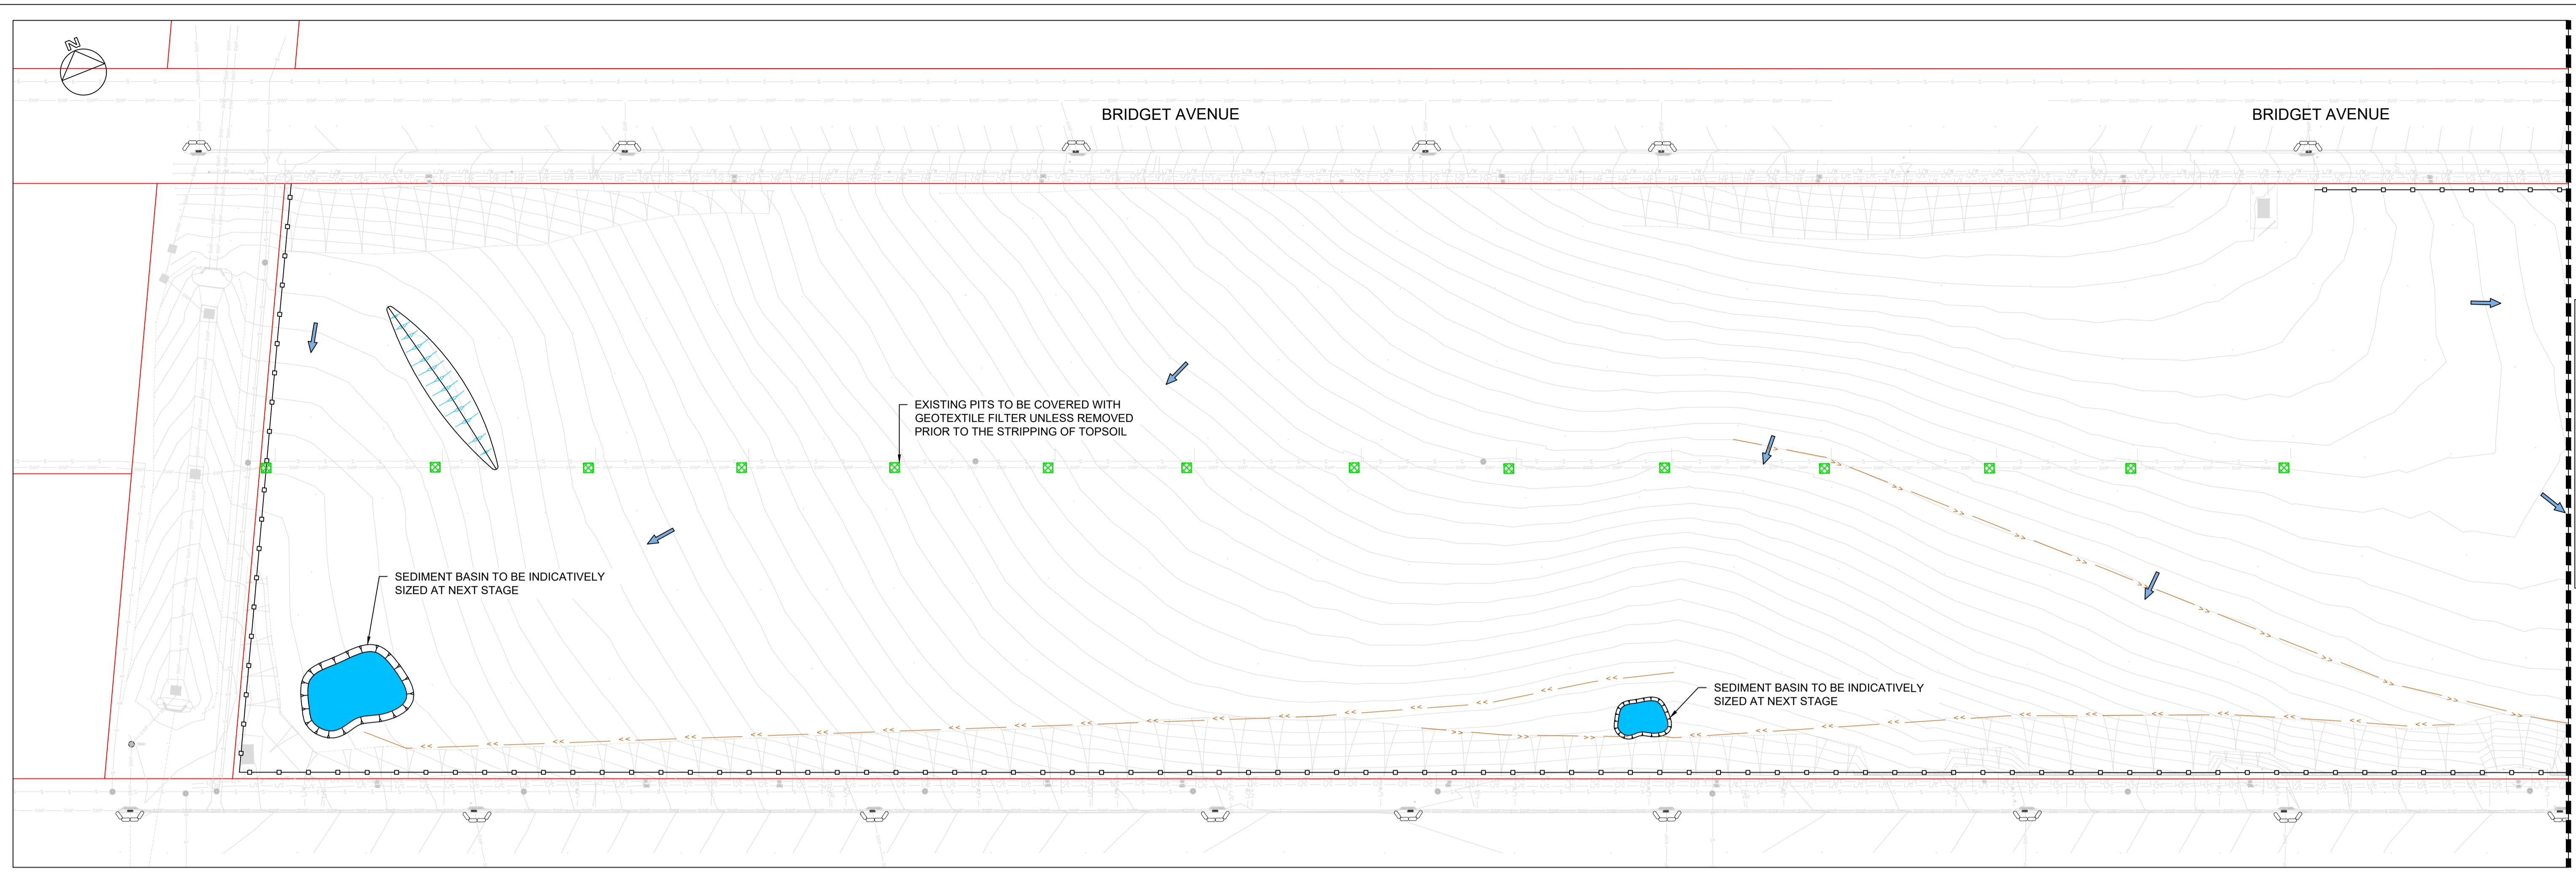 N
BRIDGET AVENUE
BRIDGET AVENUE
EXISTING PITS TO BE COVERED WITH
GEOTEXTILE FILTER UNLESS REMOVED
PRIOR TO THE STRIPPING OF TOPSOIL
SEDIMENT BASIN TO BE INDICATIVELY
SIZED AT NEXT STAGE
SEDIMENT BASIN TO BE INDICATIVELY
SIZED AT NEXT STAGE